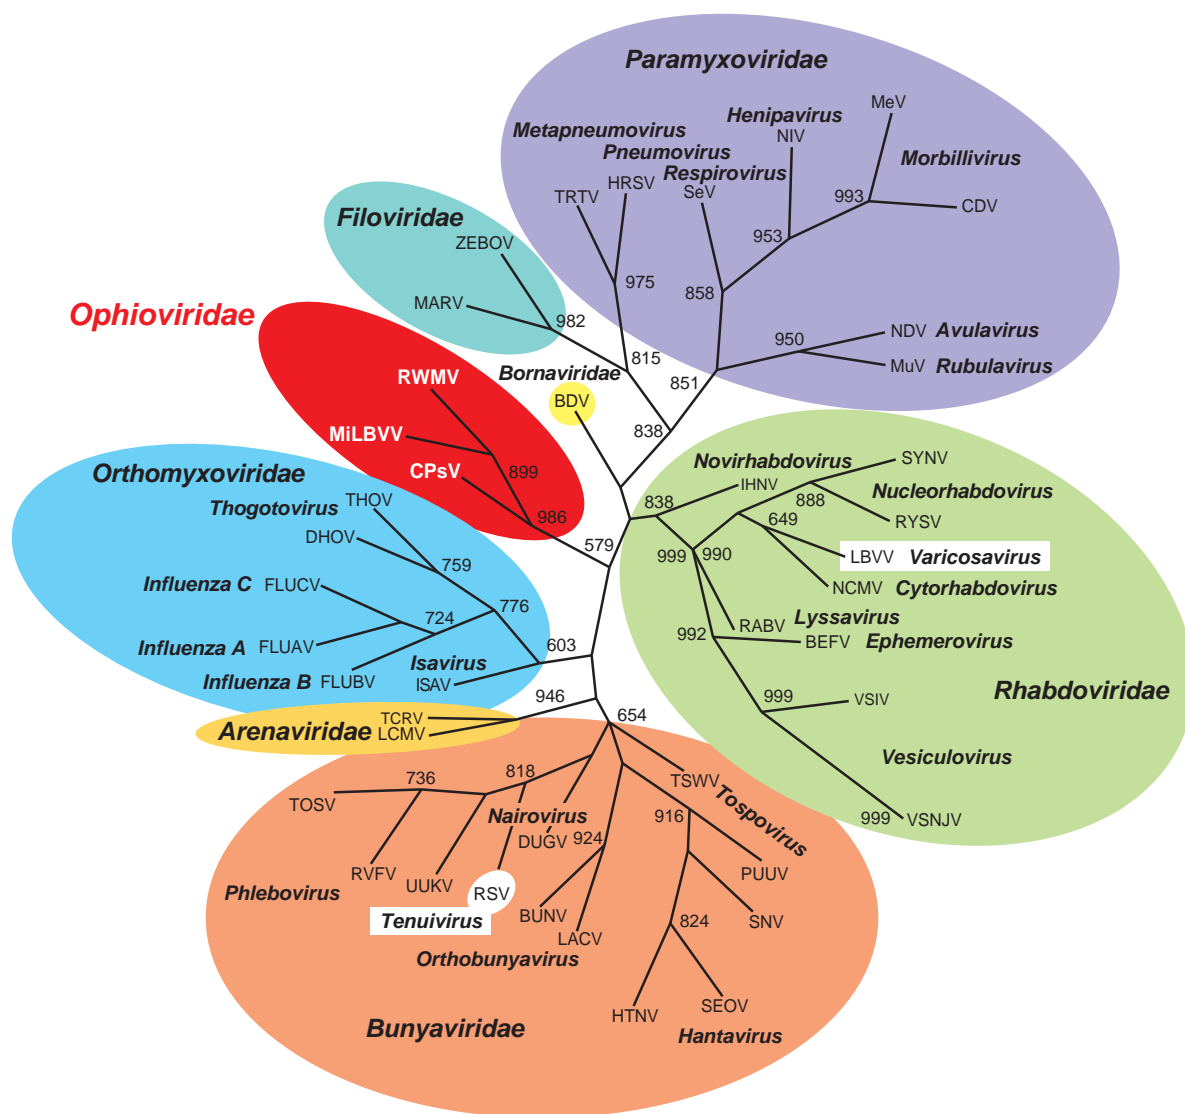 Paramyxoviridae
MeV
Henipavirus
NIV
Metapneumovirus
Pneumovirus
Morbillivirus
Respirovirus
HRSV
TRTV
SeV
993
CDV
953
Filoviridae
ZEBOV
975
858
MARV
982
Ophioviridae
950
NDV Avulavirus
815
MuV Rubulavirus
Bornaviridae
851
RWMV
BDV
838
MiLBVV
Novirhabdovirus
SYNV
CPsV
899
IHNV
Orthomyxoviridae
Nucleorhabdovirus
888
THOV
838
Thogotovirus
986
649
RYSV
DHOV
579
999
990
LBVV Varicosavirus
759
Influenza C FLUCV
NCMV Cytorhabdovirus
776
724
Lyssavirus
RABV
992
BEFV Ephemerovirus
Influenza A FLUAV
603
Isavirus
Influenza B FLUBV
ISAV
Rhabdoviridae
946
999
VSIV
654
TCRV
Arenaviridae
LCMV
Vesiculovirus
818
736
TSWV
TOSV
Tospovirus
Nairovirus
916
999
VSNJV
DUGV
924
PUUV
RVFV
UUKV
Phlebovirus
RSV
Tenuivirus
BUNV
SNV
824
LACV
Orthobunyavirus
SEOV
HTNV
Bunyaviridae
Hantavirus